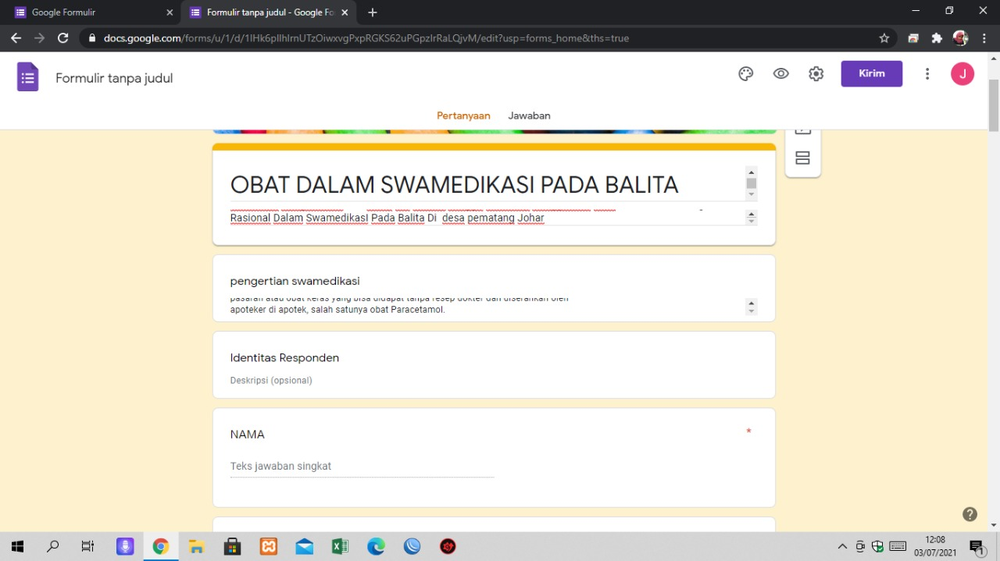 Google Formulir
Formulir tanpa judul - Google Fo
docs.google.com/forms/u/1/d/1IHk6pIlhIrnUTzOiwxvgPxpRGKS62uPGpzIrRaLQjvM/edit?usp=forms_home&ths=true
Formulir tanpa judul
Kirim
J
Pertanyaan
Jawaban
OBAT DALAM SWAMEDIKASI PADA BALITA
Rasional Dalam SwamedikasI Pada Balita Di desa pematang Johar
pengertian swamedikasi
pasaran atau obat keras yang bisa didapat tanpa resep dokter dan diserahkan oleh
apoteker di apotek, salah satunya obat Paracetamol.
Identitas Responden
Deskripsi (opsional)
NAMA
*
Teks jawaban singkat
12:08
03/07/2021
1